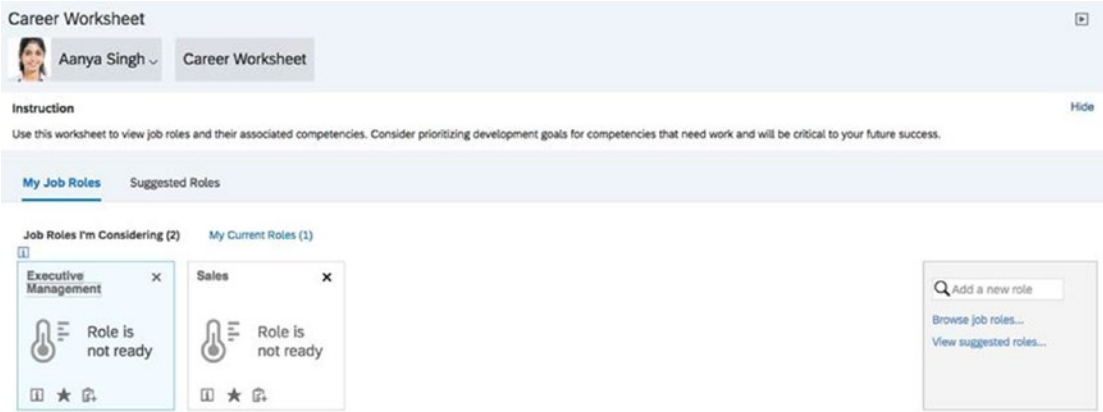 Career Worksheet
Aanya Singh
Career Worksheet
Instruction
Hide
Use this worksheet to view job roles and their associated competencies. Consider prioritizing development goals for competencies that need work and will be critical to your future success.
My Job Roles
Suggested Roles
Job Roles I'm Considering (2)
My Current Roles (1)
Executive
Management
Role is
not ready
Sales
Role is
not ready
Add a new role
Browse job roles...
View suggested roles...